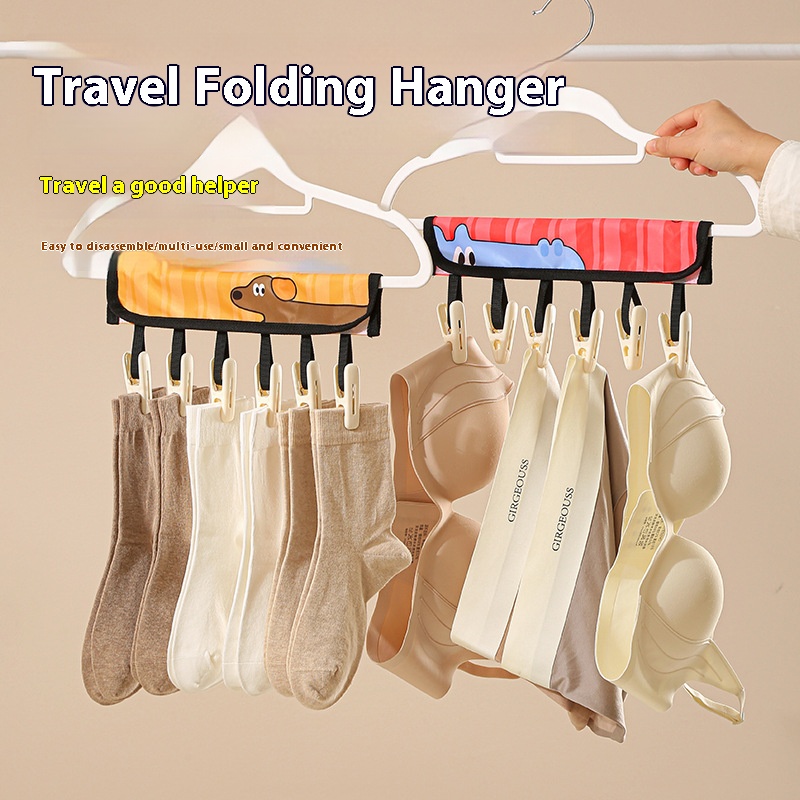 Travel Folding Hanger
Travel a good helper
Easy to disassemble/multi-use/small and convenient
GIRGEOUSS
GIRGEOUSS